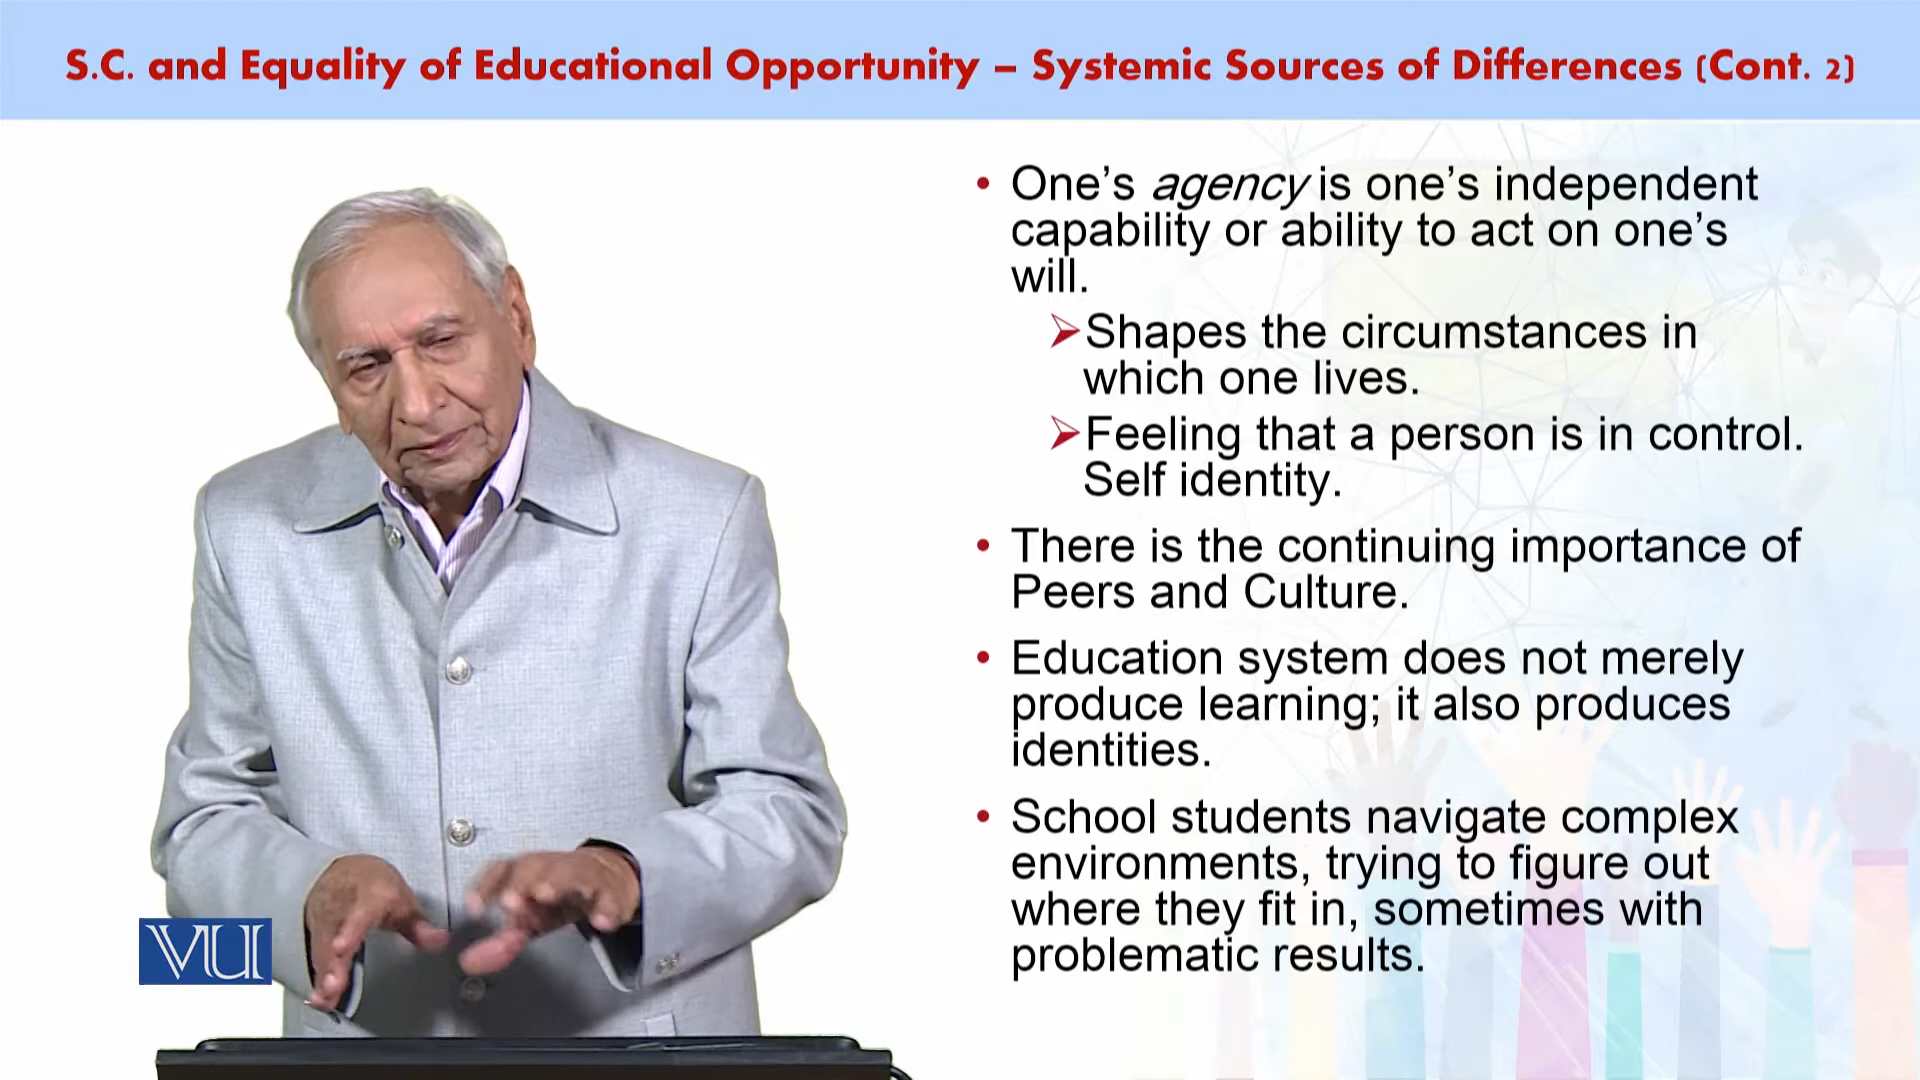 S.C. and Equality of Educational Opportunity – Systemic Sources of Differences (Cont. 2)
• One’s agency is one’s independent
capability or ability to act on one’s
will.
➢Shapes the circumstances in
which one lives.
➢Feeling that a person is in control.
Self identity.
• There is the continuing importance of
Peers and Culture.
• Education system does not merely
produce learning; it also produces
identities.
• School students navigate complex
environments, trying to figure out
where they fit in, sometimes with
problematic results.
VU